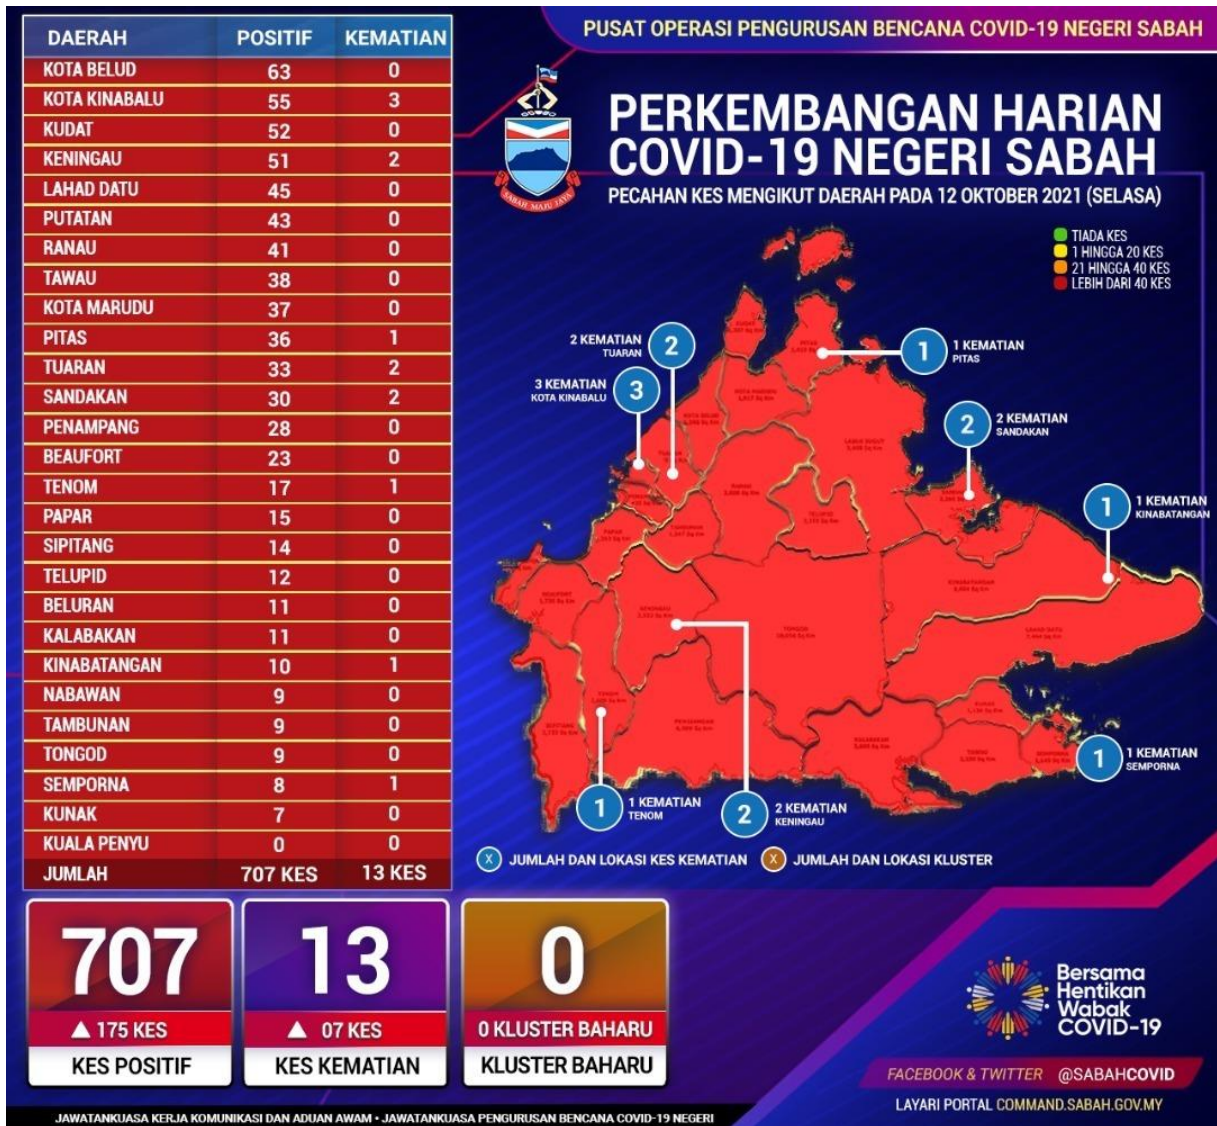 PUSAT OPERASI PENGURUSAN BENCANA COVID-19 NEGERI SABAH
PERKEMBANGAN HARIAN
COVID-19 NEGERI SABAH
PECAHAN KES MENGIKUT DAERAH PADA 12 OKTOBER 2021 (SELASA)
SABAH MAJU JAYA
DAERAH POSITIF KEMATIAN
KOTA BELUD 63 0
KOTA KINABALU 55 3
KUDAT 52 0
KENINGAU 51 2
LAHAD DATU 45 0
PUTATAN 43 0
RANAU 41 0
TAWAU 38 0
KOTA MARUDU 37 0
PITAS 36 1
TUARAN 33 2
SANDAKAN 30 2
PENAMPANG 28 0
BEAUFORT 23 0
TENOM 17 1
PAPAR 15 0
SIPITANG 14 0
TELUPID 12 0
BELURAN 11 0
KALABAKAN 11 0
KINABATANGAN 10 1
NABAWAN 9 0
TAMBUNAN 9 0
TONGOD 9 0
SEMPORNA 8 1
KUNAK 7 0
KUALA PENYU 0 0
JUMLAH 707 KES 13 KES
TIADA KES
1 HINGGA 20 KES
21 HINGGA 40 KES
LEBIH DARI 40 KES
2 KEMATIAN
TUARAN
2
1
1 KEMATIAN
PITAS
3 KEMATIAN
KOTA KINABALU
3
2
2 KEMATIAN
SANDAKAN
1
1 KEMATIAN
KINABATANGAN
1
1 KEMATIAN
SEMPORNA
1
1 KEMATIAN
TENOM
2
2 KEMATIAN
KENINGAU
X JUMLAH DAN LOKASI KES KEMATIAN
X JUMLAH DAN LOKASI KLUSTER
707
▲ 175 KES
KES POSITIF
13
▲ 07 KES
KES KEMATIAN
0
0 KLUSTER BAHARU
KLUSTER BAHARU
Bersama
Hentikan
Wabak
COVID-19
FACEBOOK & TWITTER @SABAHCOVID
LAYARI PORTAL COMMAND.SABAH.GOV.MY
JAWATANKUASA KERJA KOMUNIKASI DAN ADUAN AWAM • JAWATANKUASA PENGURUSAN BENCANA COVID-19 NEGERI